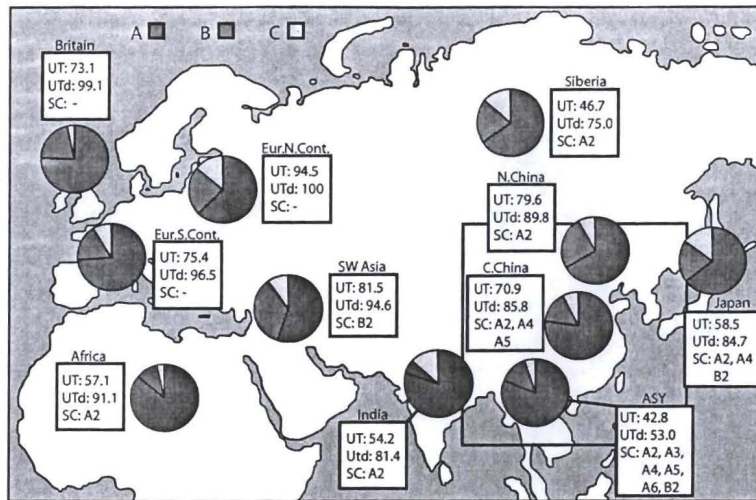 A B C
Britain
UT: 73.1
UTd: 99.1
SC: -
Siberia
UT: 46.7
UTd: 75.0
SC: A2
Eur.N.Cont.
UT: 94.5
UTd: 100
SC: -
N.China
UT: 79.6
UTd: 89.8
SC: A2
Eur.S.Cont.
UT: 75.4
UTd: 96.5
SC: -
SW Asia
UT: 81.5
UTd: 94.6
SC: B2
C.China
UT: 70.9
UTd: 85.8
SC: A2, A4
A5
Japan
UT: 58.5
UTd: 84.7
SC: A2, A4
B2
Africa
UT: 57.1
UTd: 91.1
SC: A2
India
UT: 54.2
Utd: 81.4
SC: A2
ASY
UT: 42.8
UTd: 53.0
SC: A2, A3,
A4, A5,
A6, B2